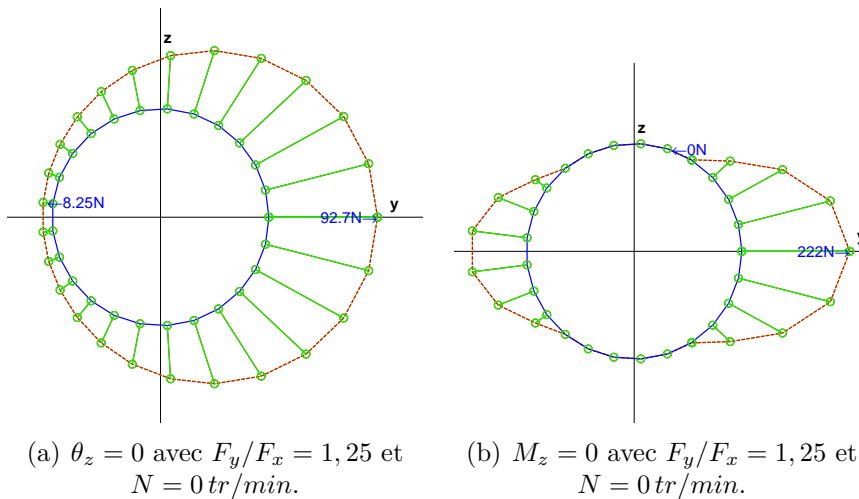 z
z
0N
8.25N
y
92.7N
y
222N
(a) θz = 0 avec Fy/Fx = 1, 25 et
N = 0 tr/min.
(b) Mz = 0 avec Fy/Fx = 1, 25 et
N = 0 tr/min.